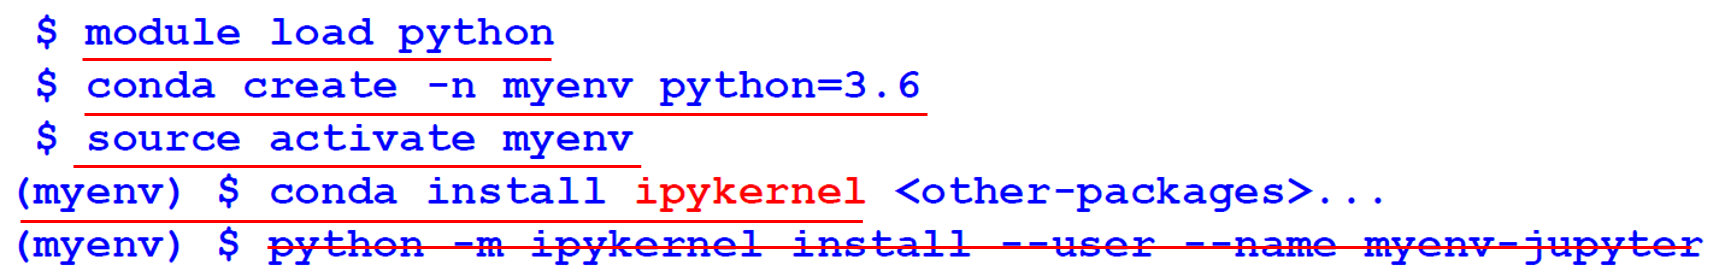 $ module load python
$ conda create -n myenv python=3.6
$ source activate myenv
(myenv) $ conda install ipykernel <other-packages>...
(myenv) $ python -m ipykernel install --user --name myenv-jupyter